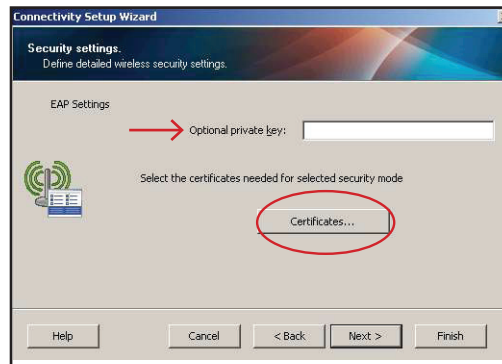 Connectivity Setup Wizard
Security settings.
Define detailed wireless security settings.
EAP Settings
Optional private key:
Select the certificates needed for selected security mode
Certificates...
Help Cancel < Back Next > Finish